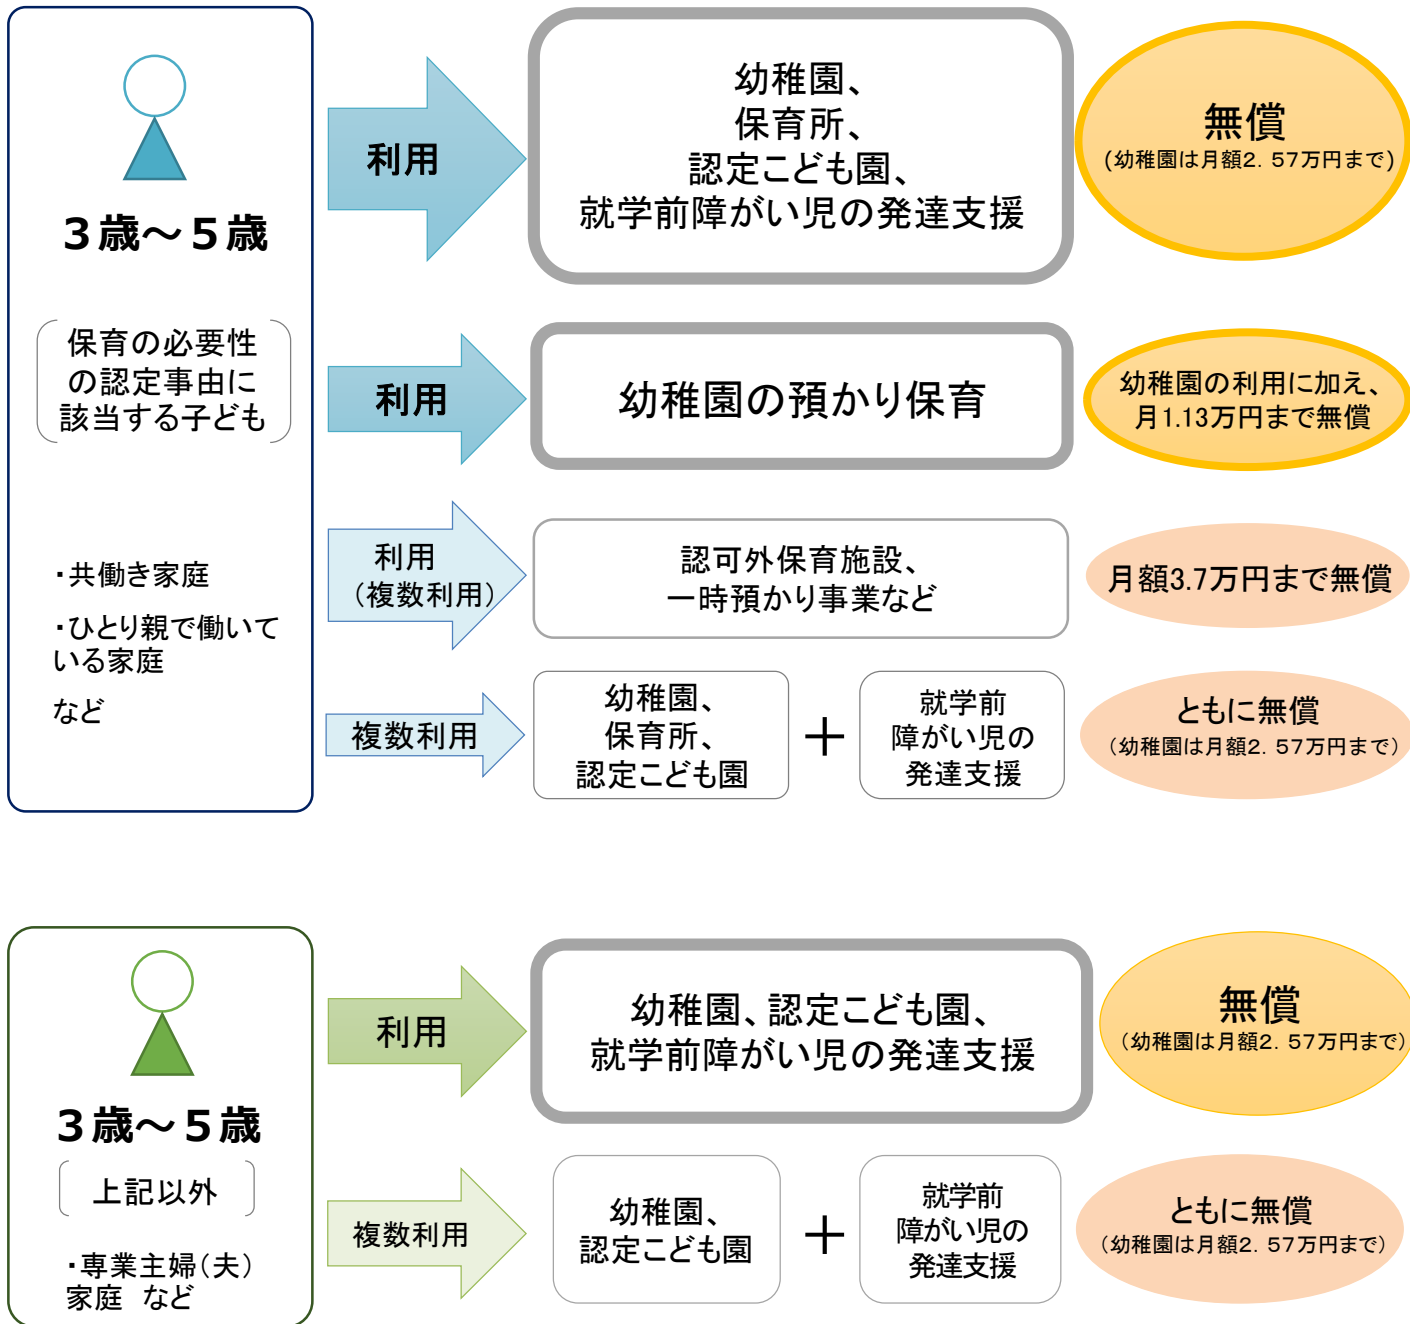 3歳～5歳
保育の必要性
の認定事由に
該当する子ども
・共働き家庭
・ひとり親で働いて
いる家庭
など
利用
幼稚園、
保育所、
認定こども園、
就学前障がい児の発達支援
無償
(幼稚園は月額2．57万円まで)
利用
幼稚園の預かり保育
幼稚園の利用に加え、
月1.13万円まで無償
利用
（複数利用）
認可外保育施設、
一時預かり事業など
月額3.7万円まで無償
複数利用
幼稚園、
保育所、
認定こども園
＋
就学前
障がい児の
発達支援
ともに無償
（幼稚園は月額2．57万円まで）
3歳～5歳
上記以外
・専業主婦（夫）
家庭　など
利用
幼稚園、認定こども園、
就学前障がい児の発達支援
無償
（幼稚園は月額2．57万円まで）
複数利用
幼稚園、
認定こども園
＋
就学前
障がい児の
発達支援
ともに無償
（幼稚園は月額2．57万円まで）